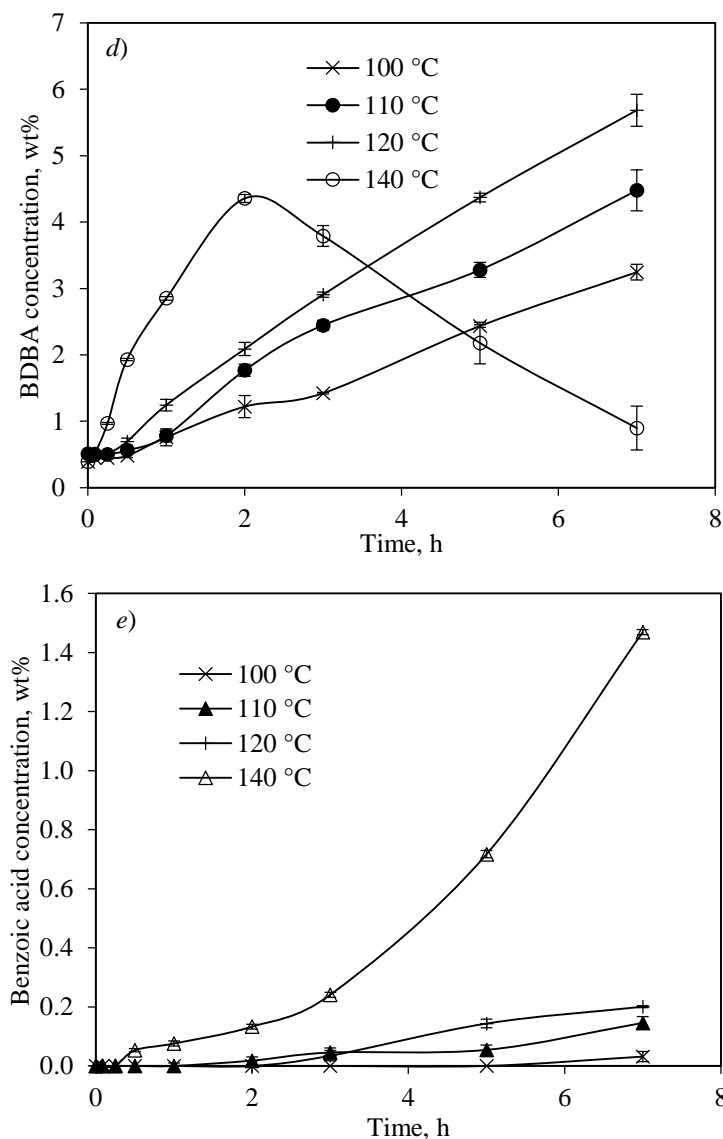 7
6
5
4
3
2
1
0
BDBA concentration, wt%
d)
100 °C
110 °C
120 °C
140 °C
0
2
4
6
8
Time, h
1.6
1.4
1.2
1.0
0.8
0.6
0.4
0.2
0.0
Benzoic acid concentration, wt%
e)
100 °C
110 °C
120 °C
140 °C
0
2
4
6
8
Time, h